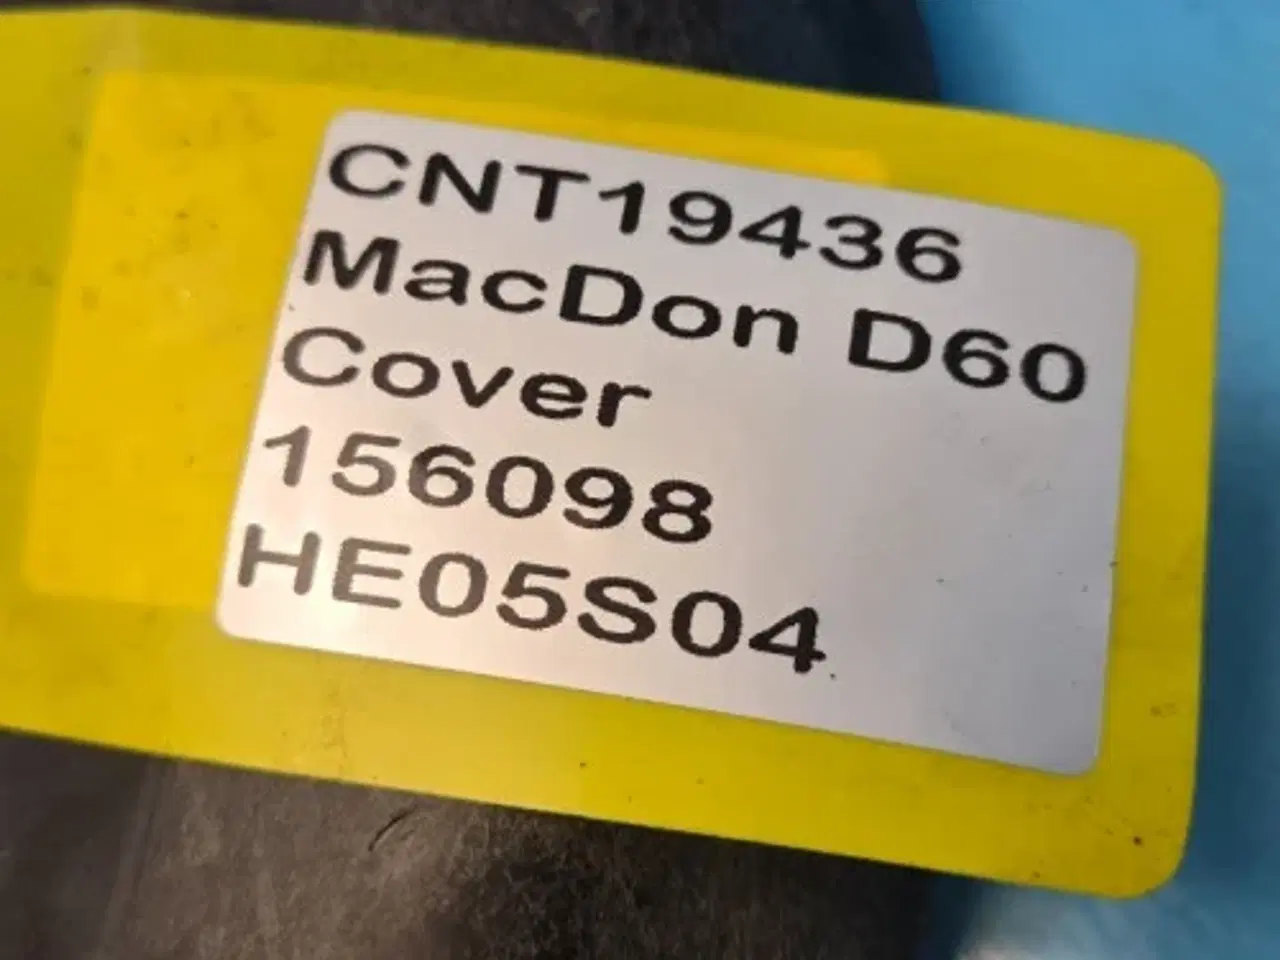 CNT19436
MacDon D60
Cover
156098
HE05S04